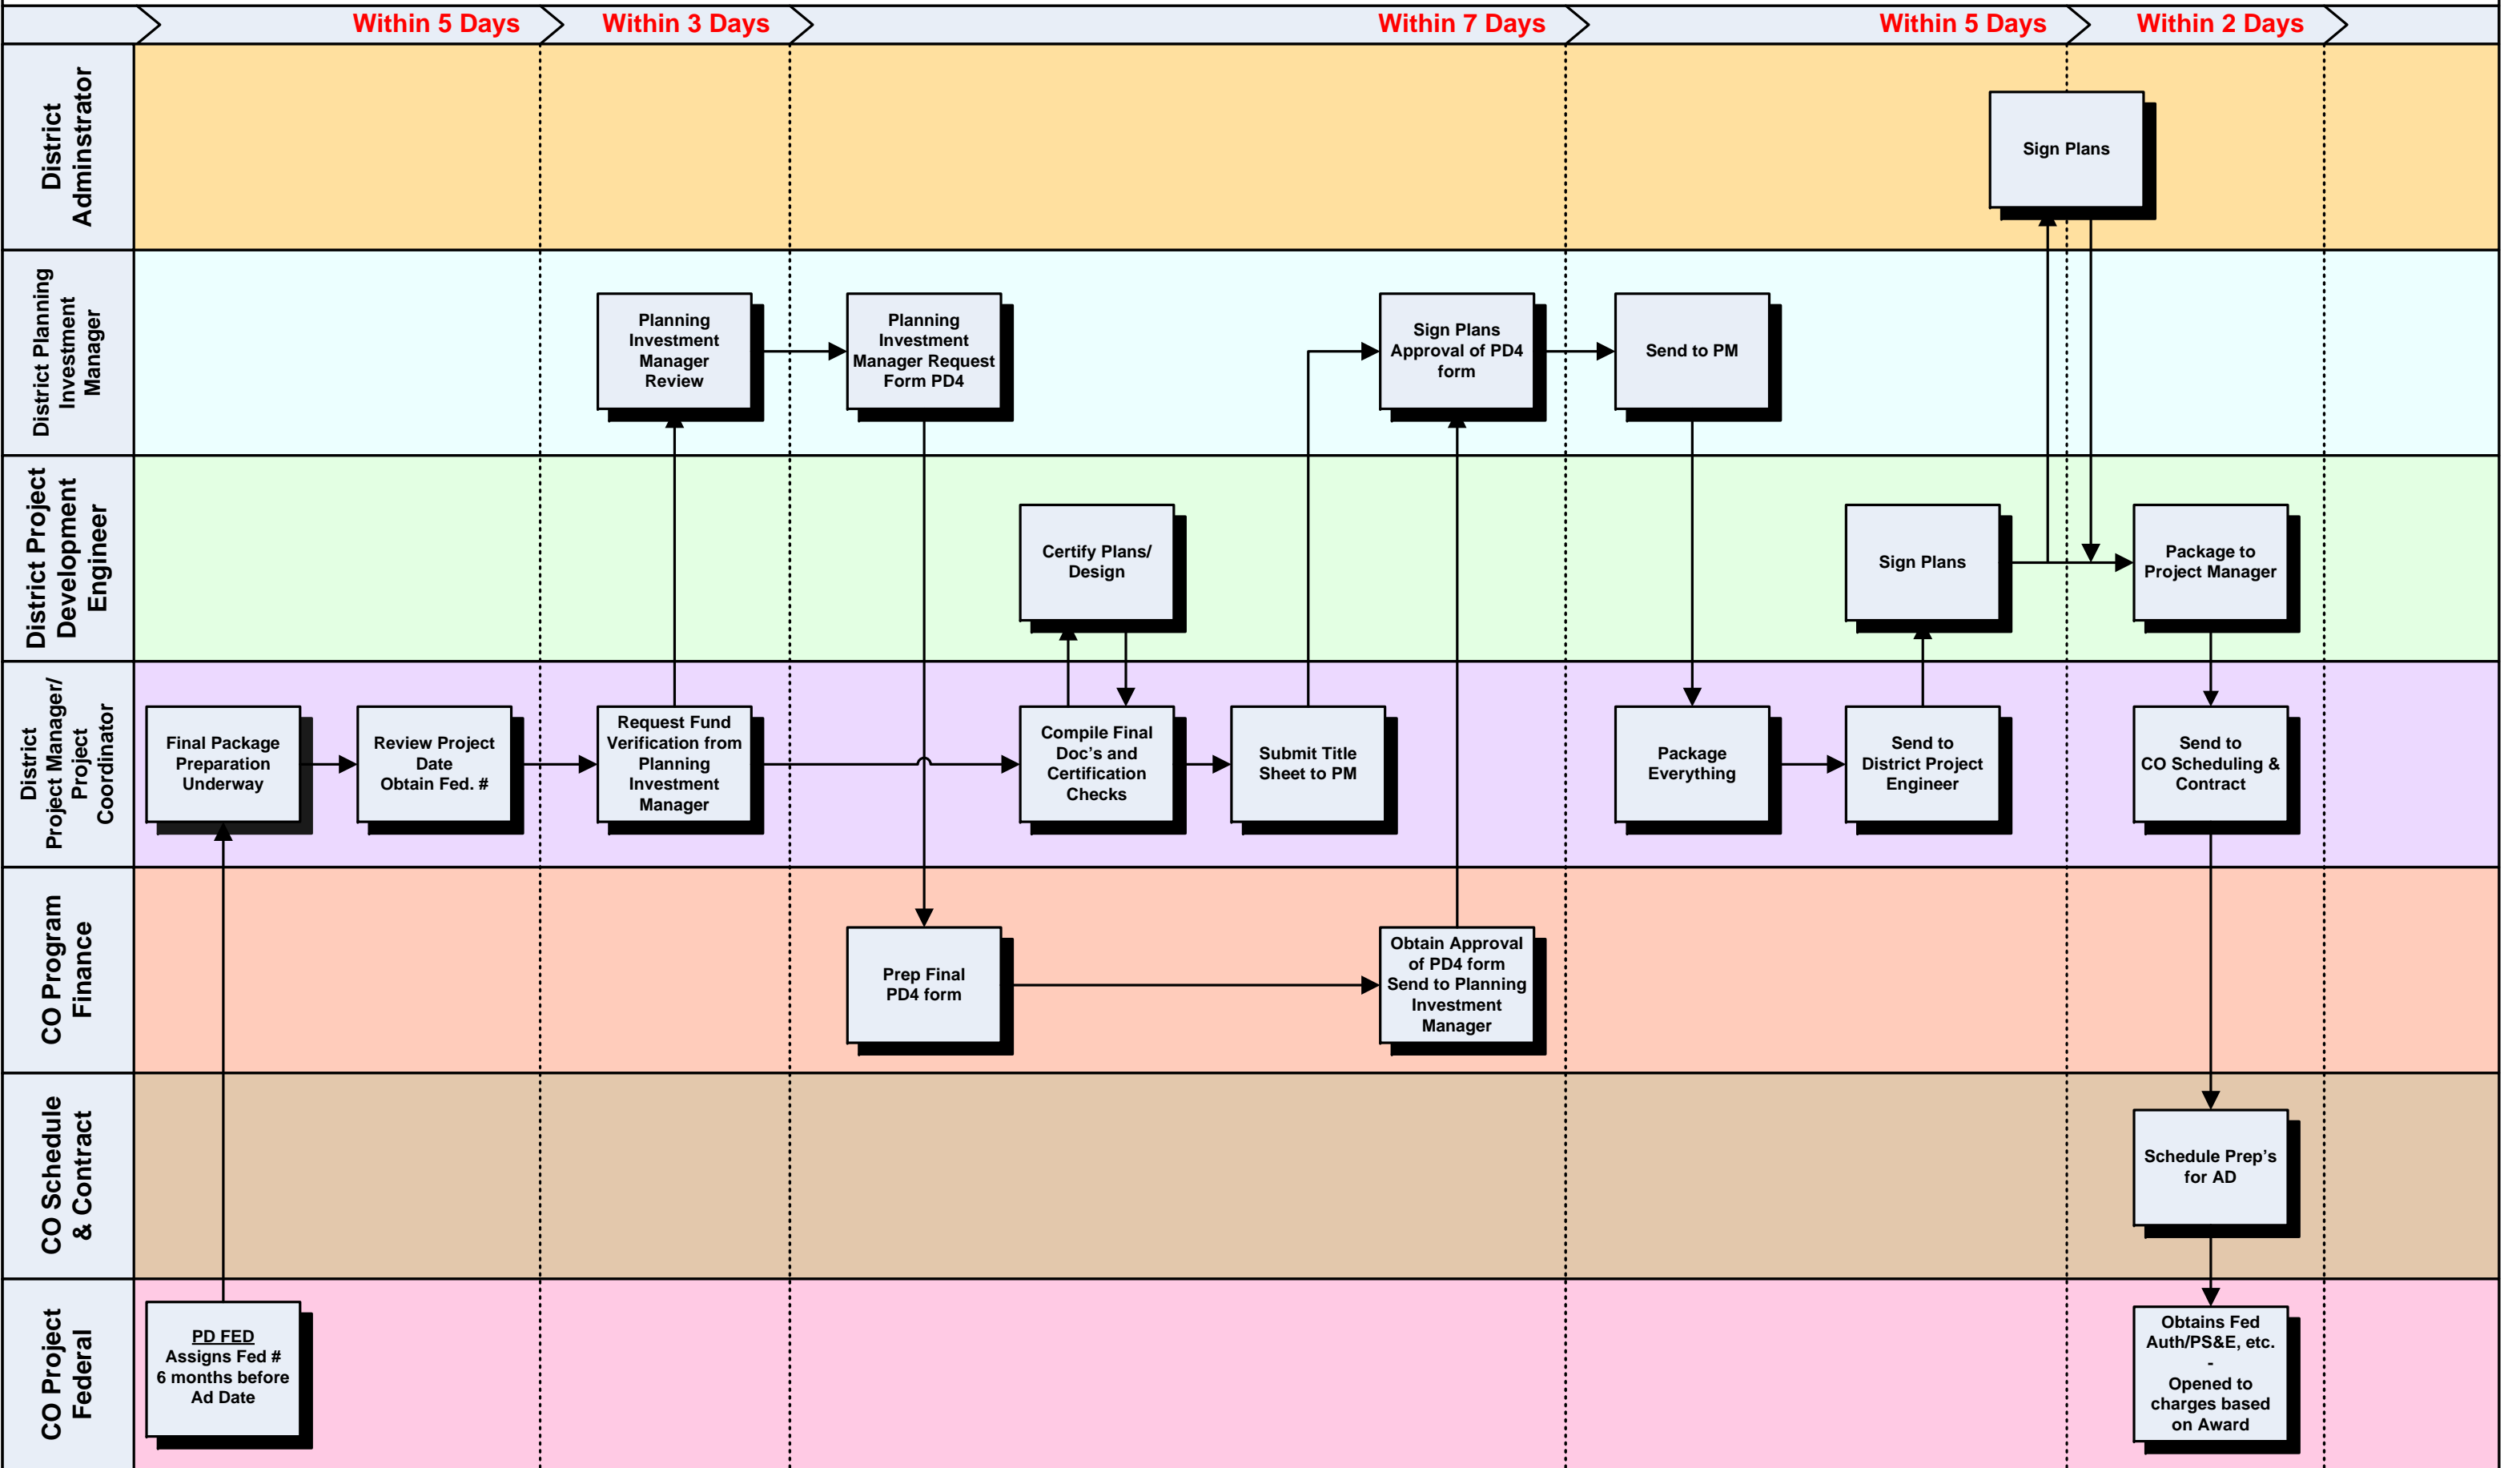 Within 5 Days
Within 3 Days
Within 7 Days
Within 5 Days
Within 2 Days
District
Adminstrator
Sign Plans
District Planning
Investment
Manager
Planning
Investment
Manager
Review
Planning
Investment
Manager Request
Form PD4
Sign Plans
Approval of PD4
form
Send to PM
District Project
Development
Engineer
Certify Plans/
Design
Sign Plans
Package to
Project Manager
District
Project Manager/
Project
Coordinator
Final Package
Preparation
Underway
Review Project
Date
Obtain Fed. #
Request Fund
Verification from
Planning
Investment
Manager
Compile Final
Doc's and
Certification
Checks
Submit Title
Sheet to PM
Package
Everything
Send to
District Project
Engineer
Send to
CO Scheduling &
Contract
CO Program
Finance
Prep Final
PD4 form
Obtain Approval
of PD4 form
Send to Planning
Investment
Manager
CO Schedule
& Contract
Schedule Prep's
for AD
CO Project
Federal
PD FED
Assigns Fed #
6 months before
Ad Date
Obtains Fed
Auth/PS&E, etc.
-
Opened to
charges based
on Award